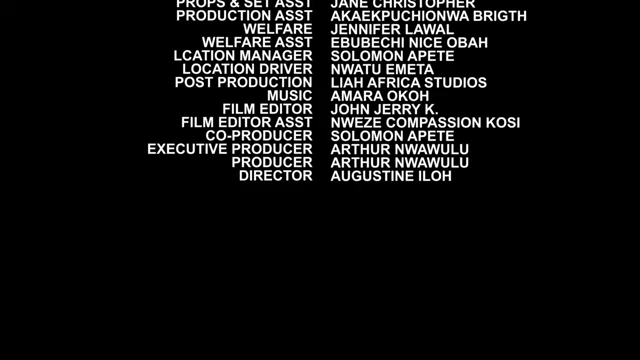 PROPS & SET ASST JANE CHRISTOPHER
PRODUCTION ASST AKAEKPUCHIONWA BRIGTH
WELFARE JENNIFER LAWAL
WELFARE ASST EBUBECHI NICE OBAH
LCATION MANAGER SOLOMON APETE
LOCATION DRIVER NWATU EMETA
POST PRODUCTION LIAH AFRICA STUDIOS
MUSIC AMARA OKOH
FILM EDITOR JOHN JERRY K.
FILM EDITOR ASST NWEZE COMPASSION KOSI
CO-PRODUCER SOLOMON APETE
EXECUTIVE PRODUCER ARTHUR NWAWULU
PRODUCER ARTHUR NWAWULU
DIRECTOR AUGUSTINE ILOH